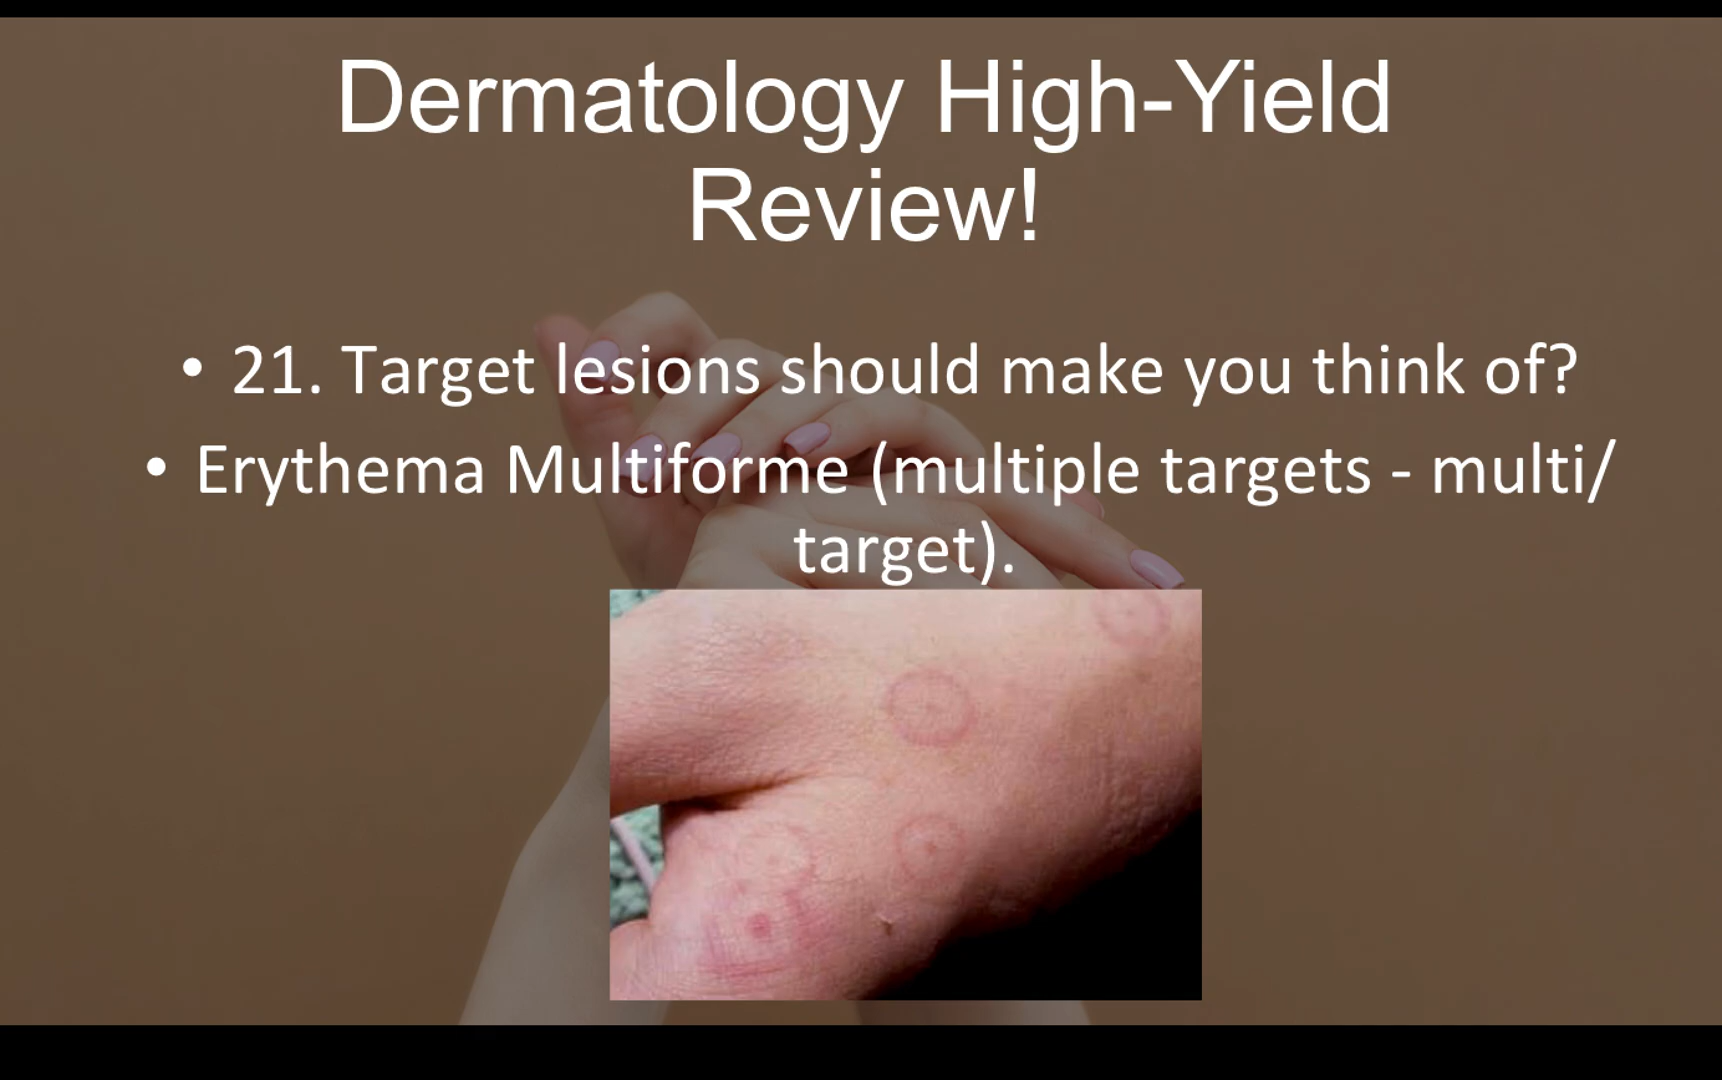 Dermatology High-Yield
Review!
• 21. Target lesions should make you think of?
• Erythema Multiforme (multiple targets - multi/
target).